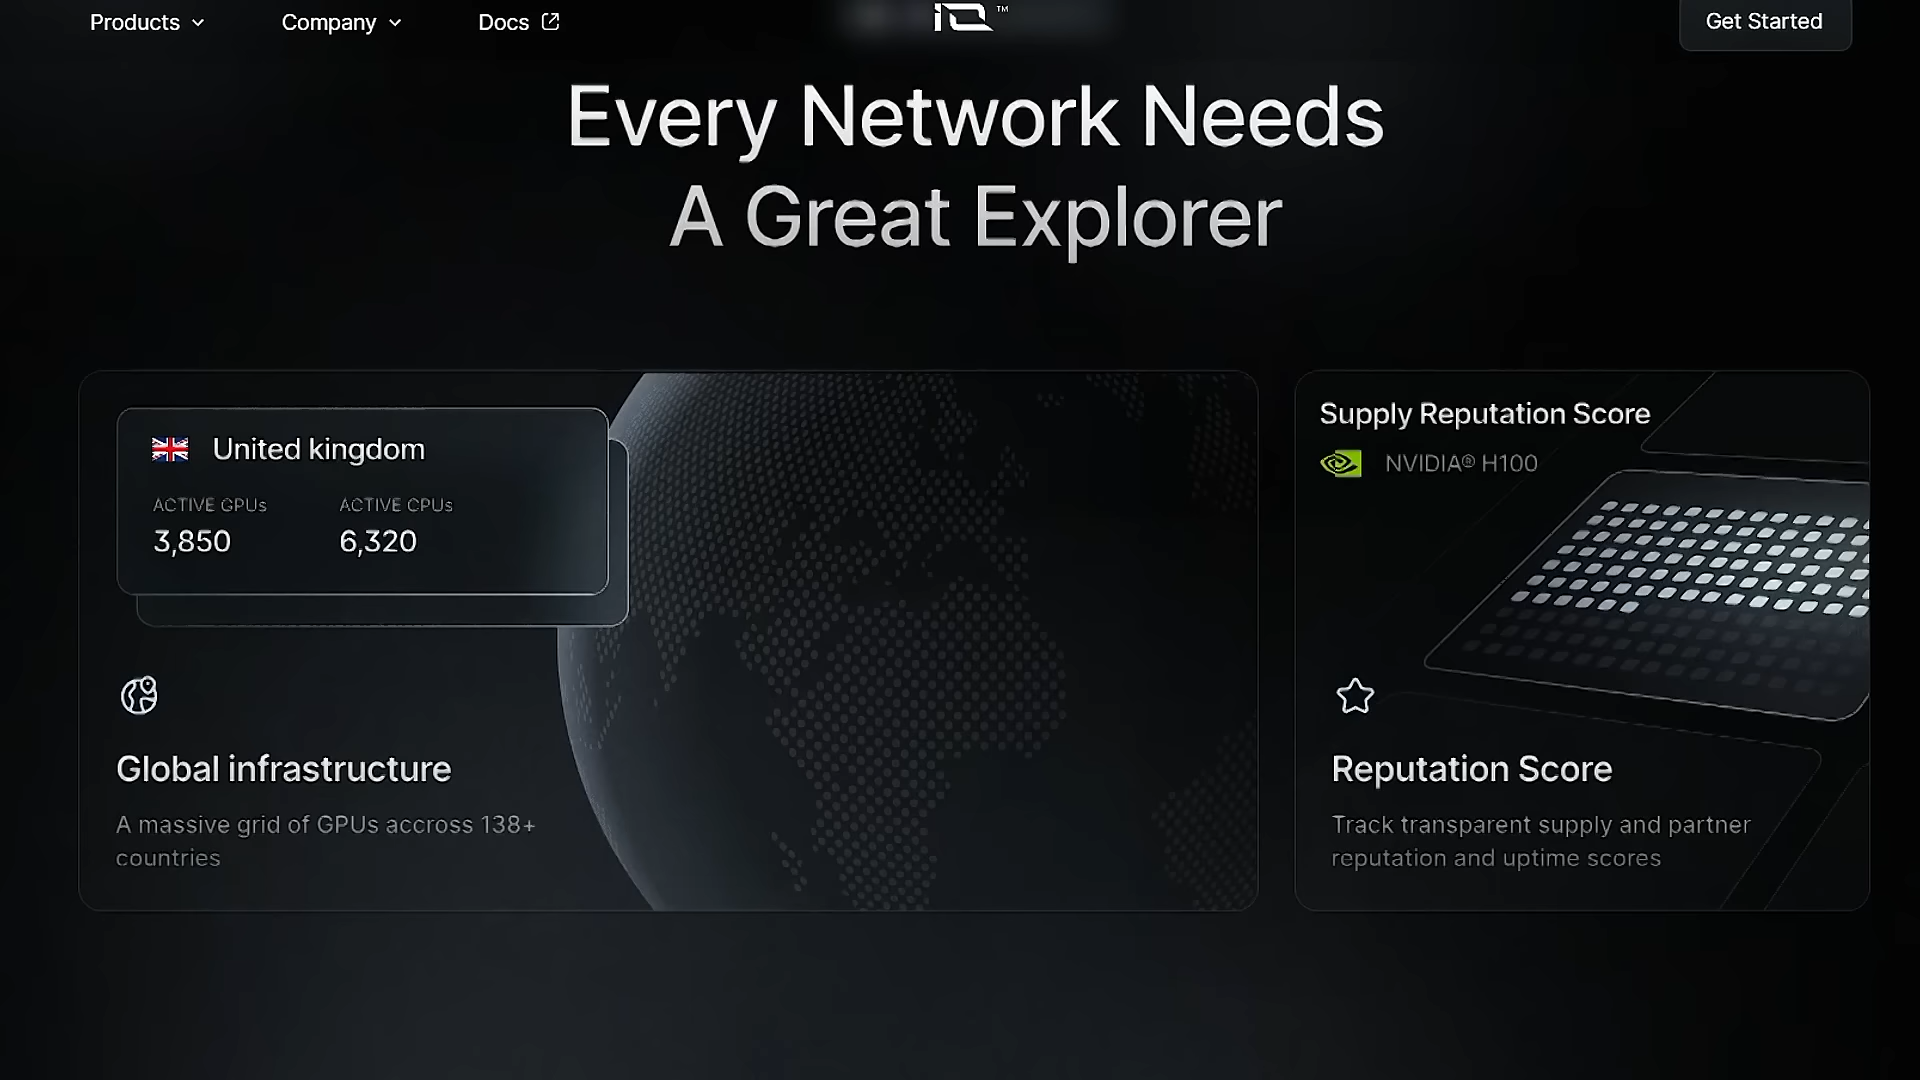 Products
Company
Docs
io™
Get Started
Every Network Needs
A Great Explorer
United kingdom
ACTIVE GPUs
ACTIVE CPUs
3,850
6,320
Global infrastructure
A massive grid of GPUs accross 138+
countries
Supply Reputation Score
NVIDIA® H100
Reputation Score
Track transparent supply and partner
reputation and uptime scores